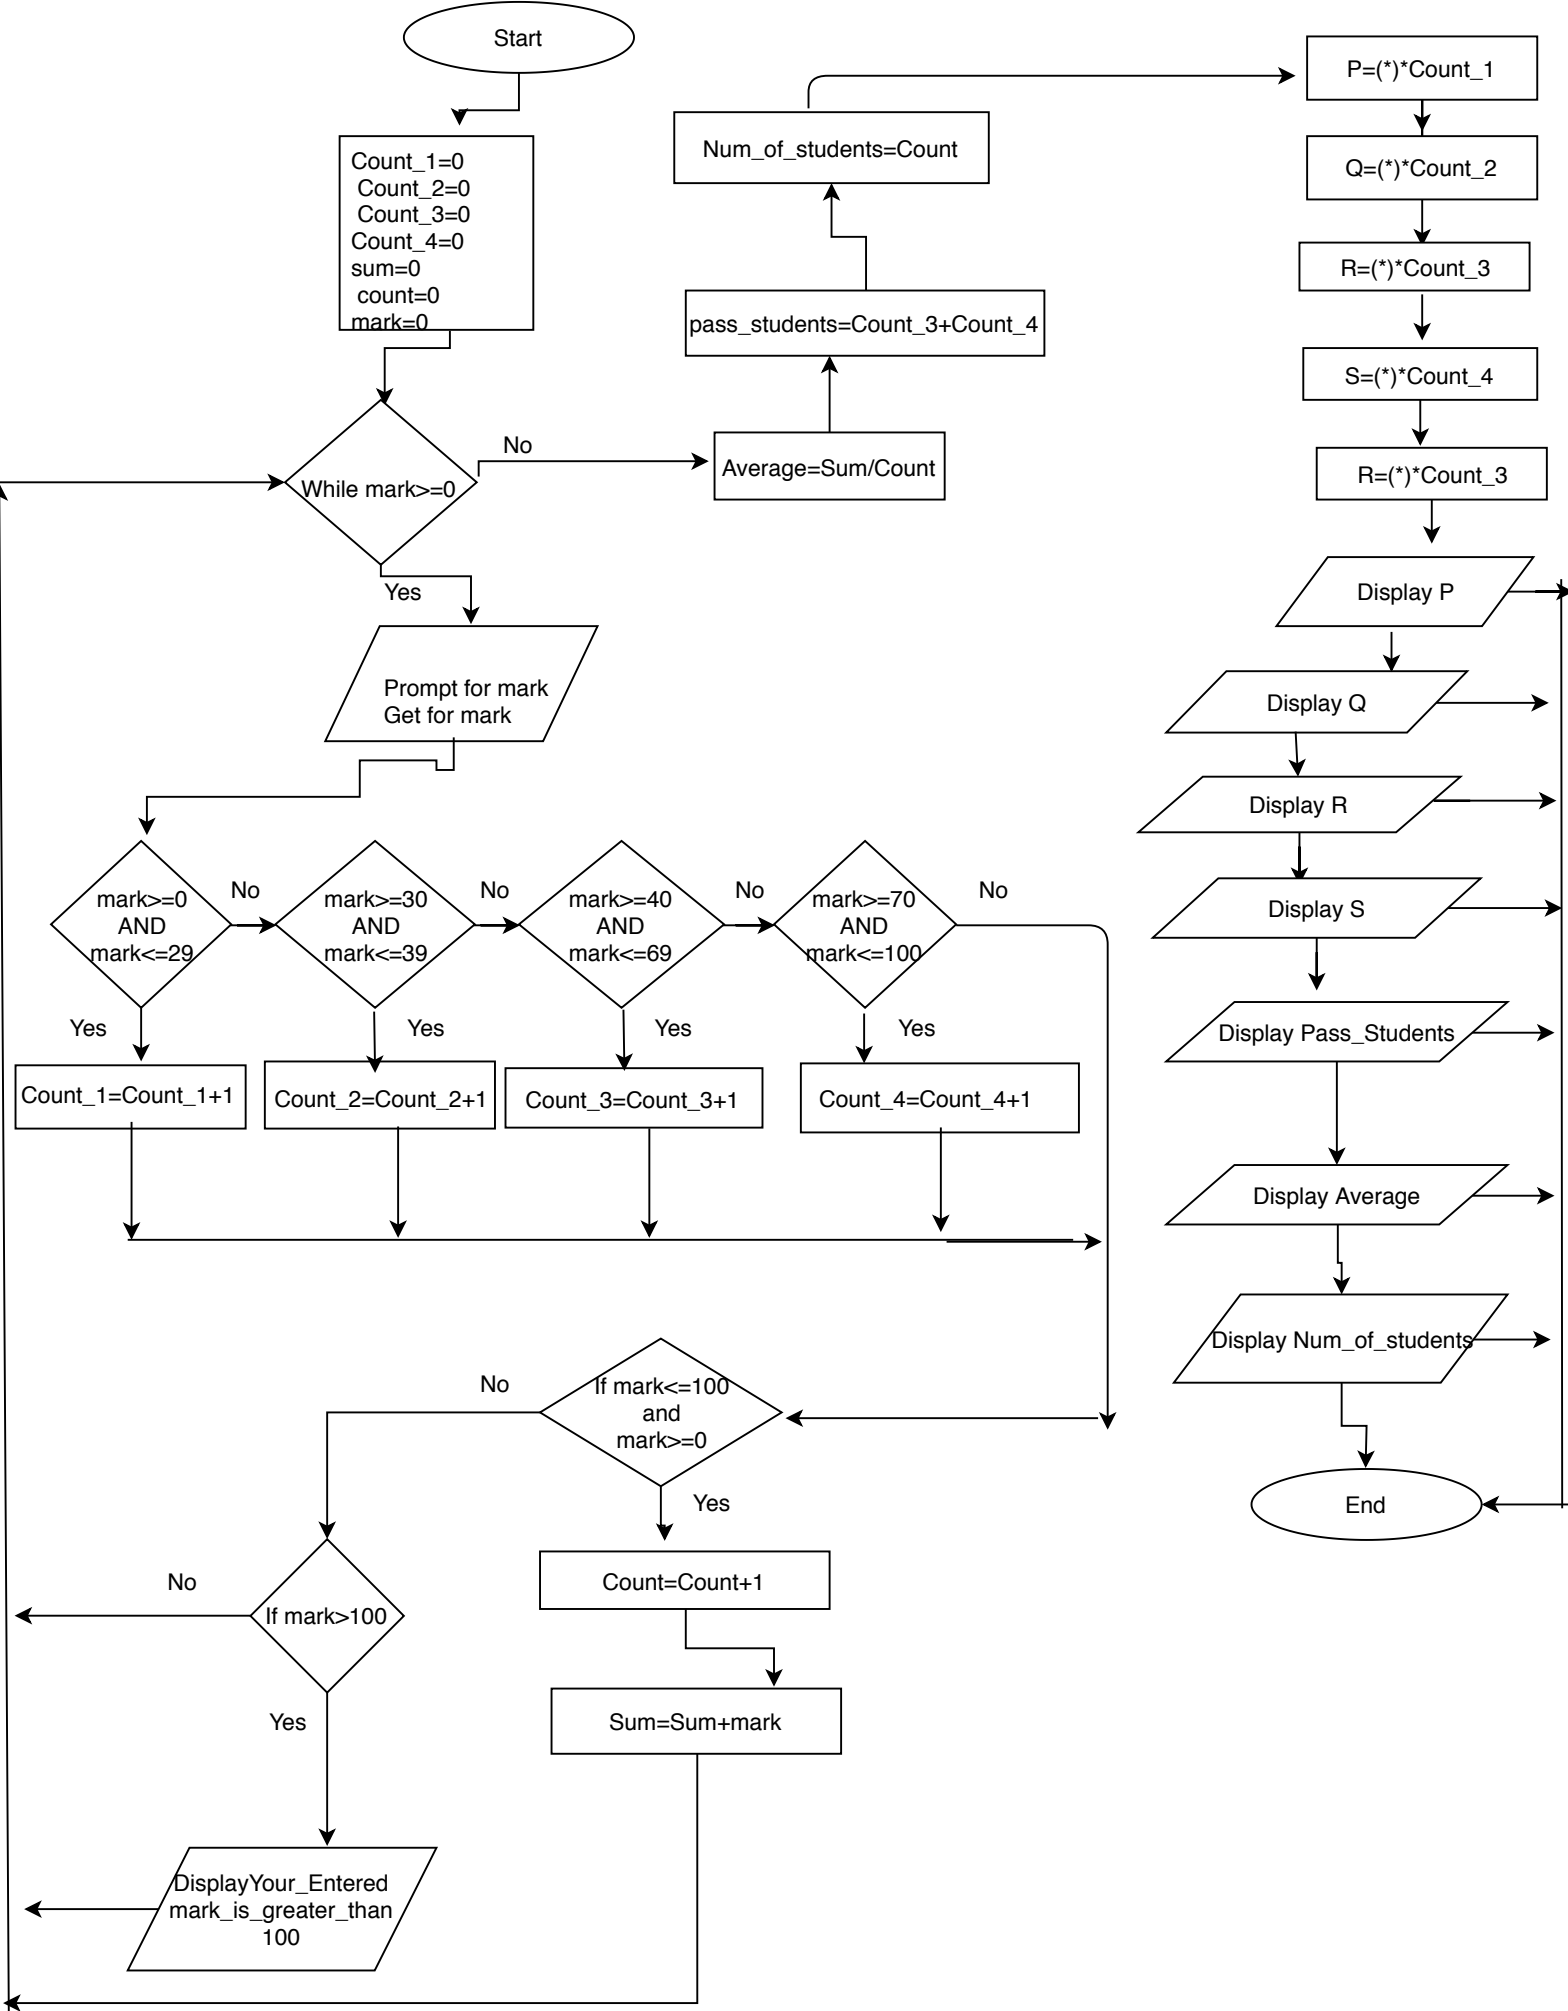 Start
Count_1=0
Count_2=0
Count_3=0
Count_4=0
sum=0
count=0
mark=0
While mark>=0
No
Yes
Average=Sum/Count
pass_students=Count_3+Count_4
Num_of_students=Count
P=(*)*Count_1
Q=(*)*Count_2
R=(*)*Count_3
S=(*)*Count_4
R=(*)*Count_3
Display P
Display Q
Display R
Display S
Display Pass_Students
Display Average
Display Num_of_students
End
Prompt for mark
Get for mark
mark>=0
AND
mark<=29
No
mark>=30
AND
mark<=39
No
mark>=40
AND
mark<=69
No
mark>=70
AND
mark<=100
No
Yes
Yes
Yes
Yes
Count_1=Count_1+1
Count_2=Count_2+1
Count_3=Count_3+1
Count_4=Count_4+1
If mark<=100
and
mark>=0
No
Yes
Count=Count+1
Sum=Sum+mark
If mark>100
No
Yes
DisplayYour_Entered
mark_is_greater_than
100